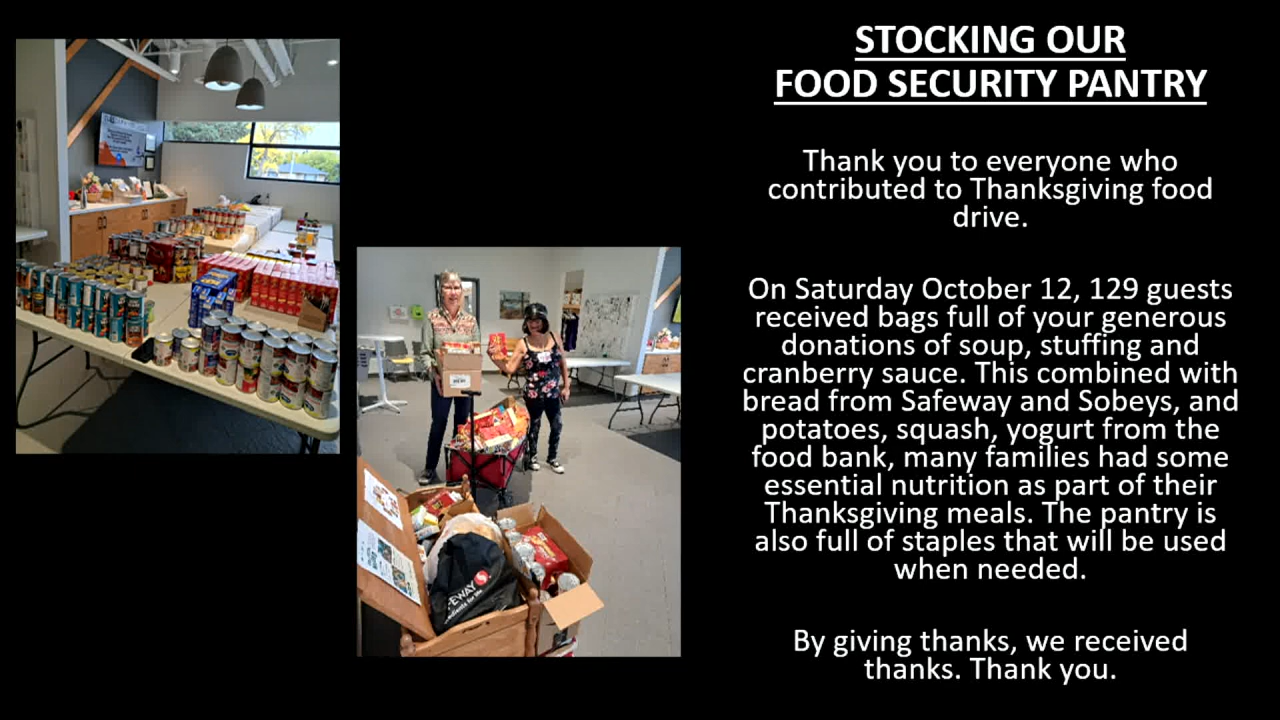 STOCKING OUR
FOOD SECURITY PANTRY
Thank you to everyone who
contributed to Thanksgiving food
drive.
On Saturday October 12, 129 guests
received bags full of your generous
donations of soup, stuffing and
cranberry sauce. This combined with
bread from Safeway and Sobeys, and
potatoes, squash, yogurt from the
food bank, many families had some
essential nutrition as part of their
Thanksgiving meals. The pantry is
also full of staples that will be used
when needed.
By giving thanks, we received
thanks. Thank you.